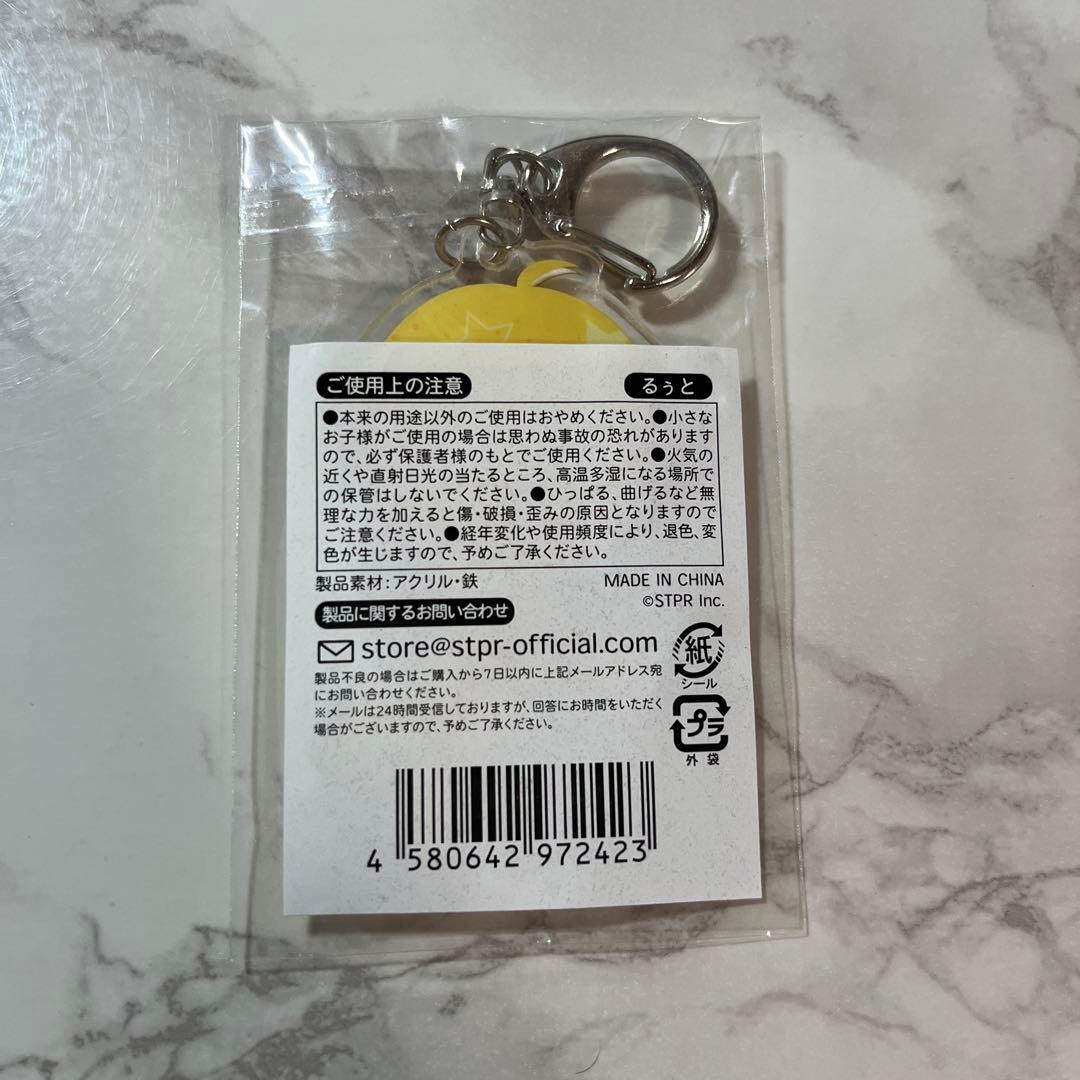 ご使用上の注意 るぅと
●本来の用途以外のご使用はおやめください。●小さな
お子様がご使用の場合は思わぬ事故の恐れがあります
ので、必ず保護者様のもとでご使用ください。●火気の
近くや直射日光の当たるところ、高温多湿になる場所で
の保管はしないでください。●ひっぱる、曲げるなど無
理な力を加えると傷・破損・歪みの原因となりますので
ご注意ください。●経年変化や使用頻度により、退色、変
色が生じますので、予めご了承ください。
製品素材:アクリル・鉄 MADE IN CHINA
©STPR Inc.
製品に関するお問い合わせ
store@stpr-official.com
紙
シール
製品不良の場合はご購入から7日以内に上記メールアドレス宛
にお問い合わせください。
※メールは24時間受信しておりますが、回答にお時間をいただく
場合がございますので、予めご了承ください。
プラ
外袋
4 580642 972423